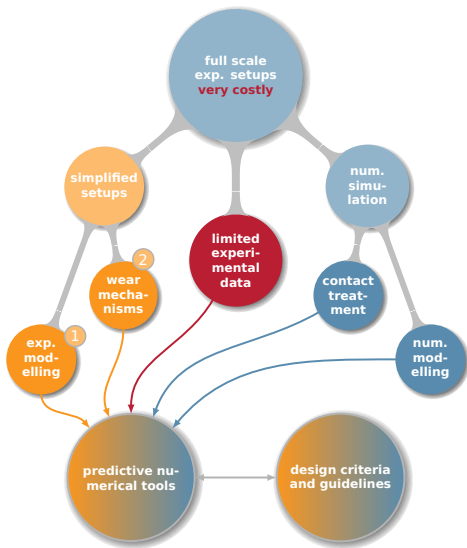 full scale
exp. setups
very costly
simplified
setups
num.
simu-
lation
limited
experi-
mental
data
2
wear
mecha-
nisms
contact
treat-
ment
1
exp.
mod-
elling
num.
mod-
elling
predictive nu-
merical tools
design criteria
and guidelines